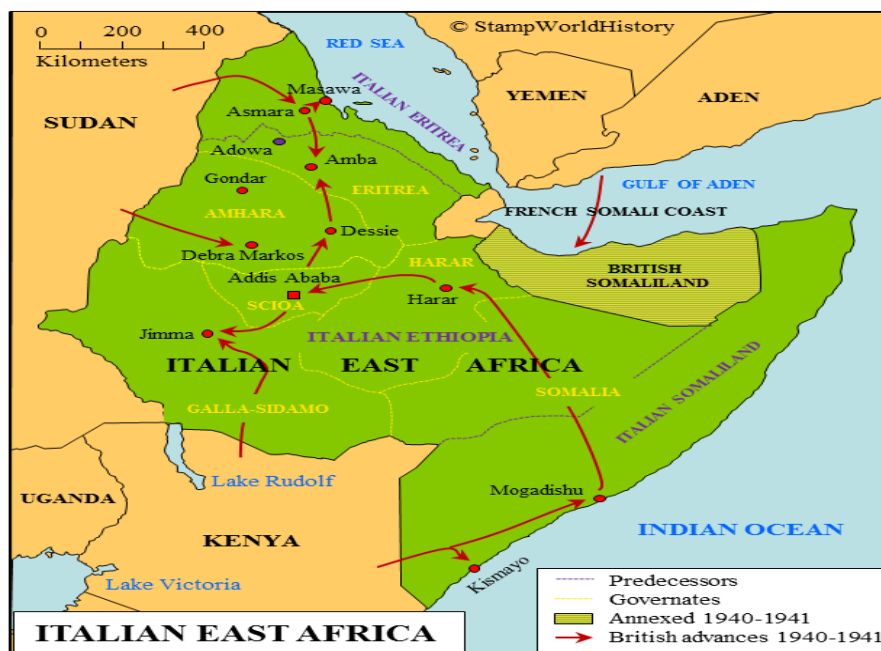 © StampWorldHistory
0 200 400
Kilometers
RED SEA
ITALIAN ERITREA
YEMEN
ADEN
Masawa
Asmara
SUDAN
Adowa
Amba
Gondar
ERITREA
GULF OF ADEN
AMHARA
FRENCH SOMALI COAST
Dessie
Debra Markos
HARAR
BRITISH
SOMALILAND
Addis Ababa
SCIOA
Harar
Jimma
ITALIAN ETHIOPIA
ITALIAN EAST AFRICA
SOMALIA
ITALIAN SOMALILAND
GALLA-SIDAMO
Lake Rudolf
UGANDA
Mogadishu
KENYA
INDIAN OCEAN
Kismayo
Lake Victoria
Predecessors
Governates
Annexed 1940-1941
British advances 1940-1941
ITALIAN EAST AFRICA